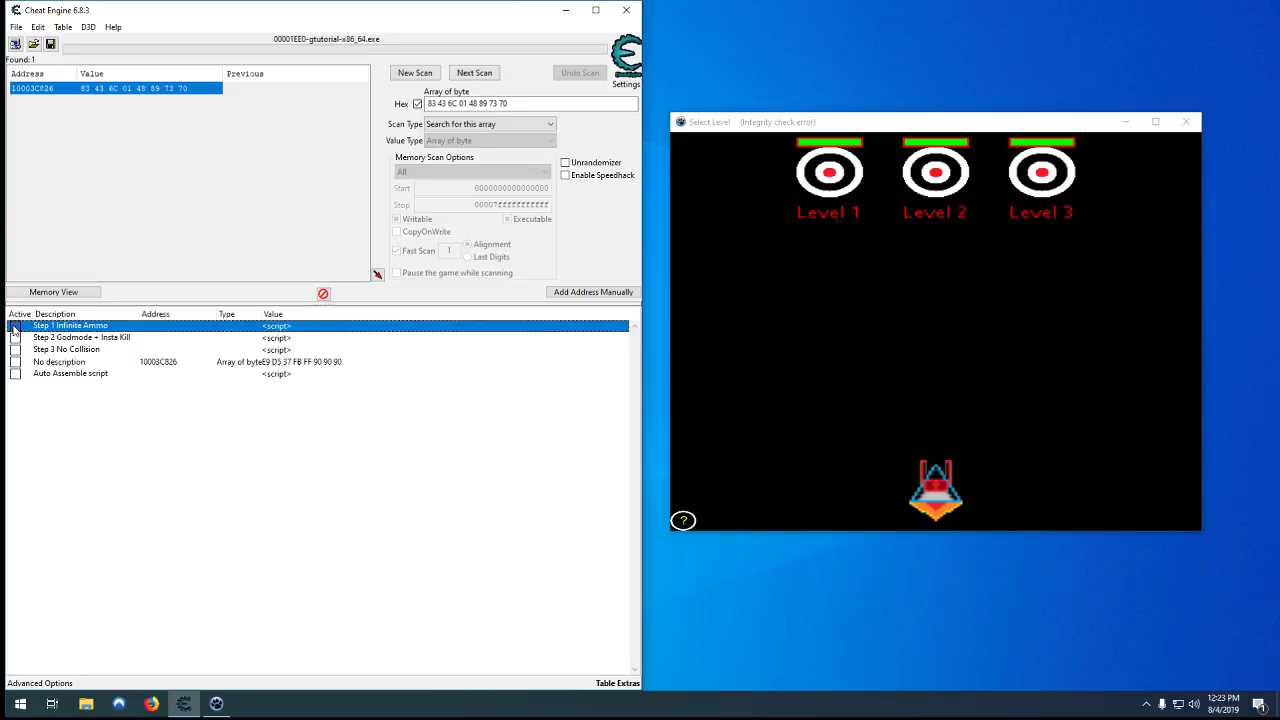 Cheat Engine 6.8.3
File Edit Table D3D Help
00001EE0-gtutorial-x86_64.exe
Found: 1
Address Value Previous
10003C826 83 43 6C 01 48 89 73 70
New Scan Next Scan Undo Scan
Settings
Array of byte
Hex 83 43 6C 01 48 89 73 70
Scan Type Search for this array
Value Type Array of byte
Memory Scan Options
All
Start 0000000000000000
Stop 00007fffffffffff
Writable Executable
CopyOnWrite
Fast Scan 1 Alignment
Last Digits
Pause the game while scanning
Unrandomizer
Enable Speedhack
Memory View Add Address Manually
Active Description Address Type Value
Step 1 Infinite Ammo <script>
Step 2 Godmode + Insta Kill <script>
Step 3 No Collision <script>
No description 10003C826 Array of byte E9 D5 37 FB FF 90 90 90
Auto Assemble script <script>
Advanced Options Table Extras
Select Level (Integrity check error)
Level 1 Level 2 Level 3
?
12:23 PM
8/4/2019
1